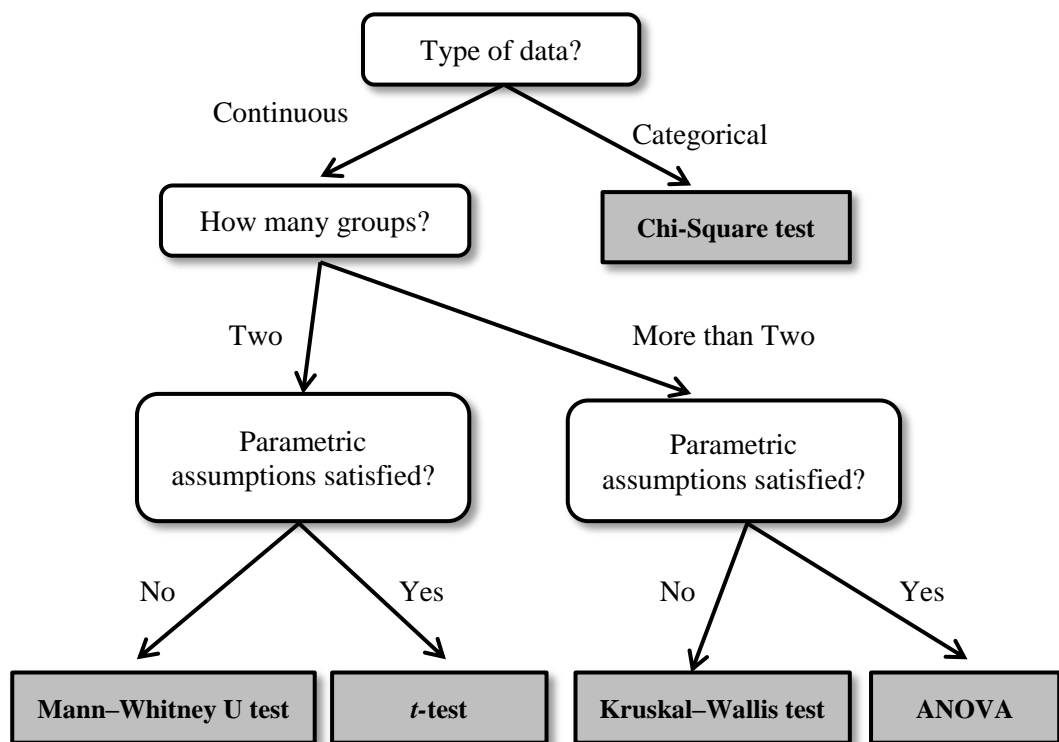 Type of data?
Continuous
Categorical
How many groups?
Chi-Square test
Two
More than Two
Parametric
assumptions satisfied?
Parametric
assumptions satisfied?
No
Yes
No
Yes
Mann–Whitney U test
t-test
Kruskal–Wallis test
ANOVA